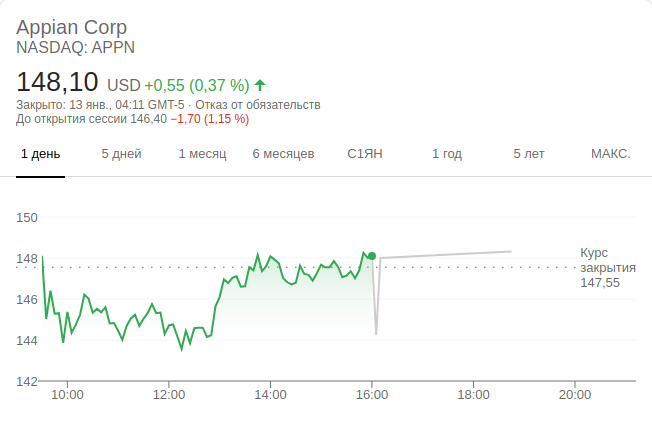 Appian Corp
NASDAQ: APPN
148,10 USD +0,55 (0,37 %)
Закрыто: 13 янв., 04:11 GMT-5 · Отказ от обязательств
До открытия сессии 146,40 −1,70 (1,15 %)
1 день 5 дней 1 месяц 6 месяцев С1ЯН 1 год 5 лет МАКС.
150
148
146
144
142
Курс
закрытия
147,55
10:00 12:00 14:00 16:00 18:00 20:00